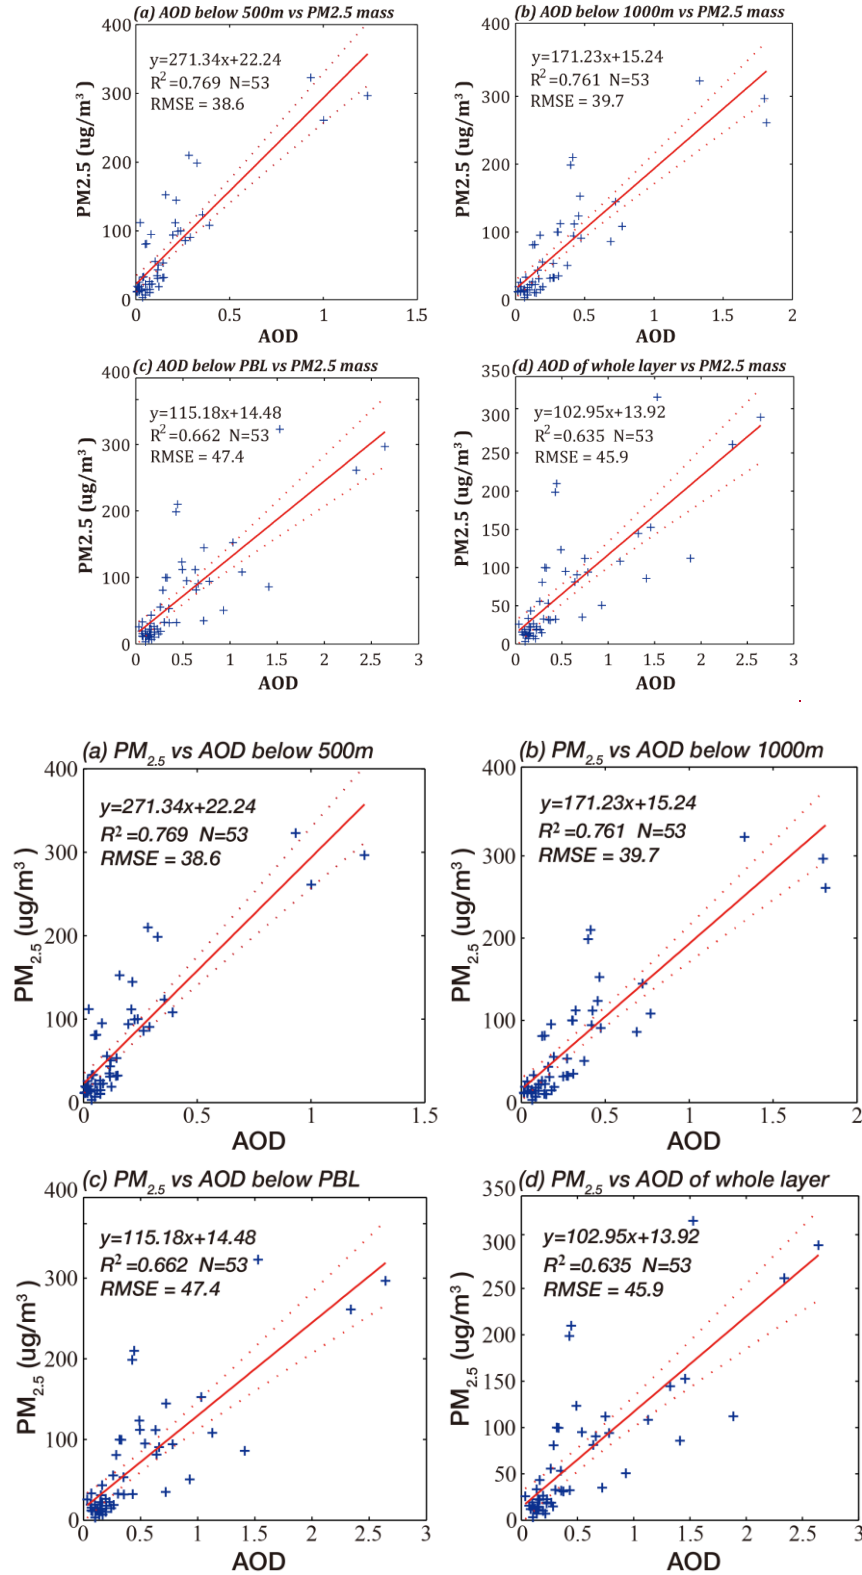 (a) AOD below 500m vs PM2.5 mass
400
300
200
100
0
PM2.5 (ug/m³)
y=271.34x+22.24
R²=0.769 N=53
RMSE = 38.6
0 0.5 1 1.5
AOD
(b) AOD below 1000m vs PM2.5 mass
400
300
200
100
0
PM2.5 (ug/m³)
y=171.23x+15.24
R²=0.761 N=53
RMSE = 39.7
0 0.5 1 1.5 2
AOD
(c) AOD below PBL vs PM2.5 mass
400
300
200
100
0
PM2.5 (ug/m³)
y=115.18x+14.48
R²=0.662 N=53
RMSE = 47.4
0 0.5 1 1.5 2 2.5 3
AOD
(d) AOD of whole layer vs PM2.5 mass
350
300
250
200
150
100
50
0
PM2.5 (ug/m³)
y=102.95x+13.92
R²=0.635 N=53
RMSE = 45.9
0 0.5 1 1.5 2 2.5 3
AOD
(a) PM2.5 vs AOD below 500m
400
300
200
100
0
PM2.5 (ug/m³)
y=271.34x+22.24
R²=0.769 N=53
RMSE = 38.6
0 0.5 1 1.5
AOD
(b) PM2.5 vs AOD below 1000m
400
300
200
100
0
PM2.5 (ug/m³)
y=171.23x+15.24
R²=0.761 N=53
RMSE = 39.7
0 0.5 1 1.5 2
AOD
(c) PM2.5 vs AOD below PBL
400
300
200
100
0
PM2.5 (ug/m³)
y=115.18x+14.48
R²=0.662 N=53
RMSE = 47.4
0 0.5 1 1.5 2 2.5 3
AOD
(d) PM2.5 vs AOD of whole layer
350
300
250
200
150
100
50
0
PM2.5 (ug/m³)
y=102.95x+13.92
R²=0.635 N=53
RMSE = 45.9
0 0.5 1 1.5 2 2.5 3
AOD